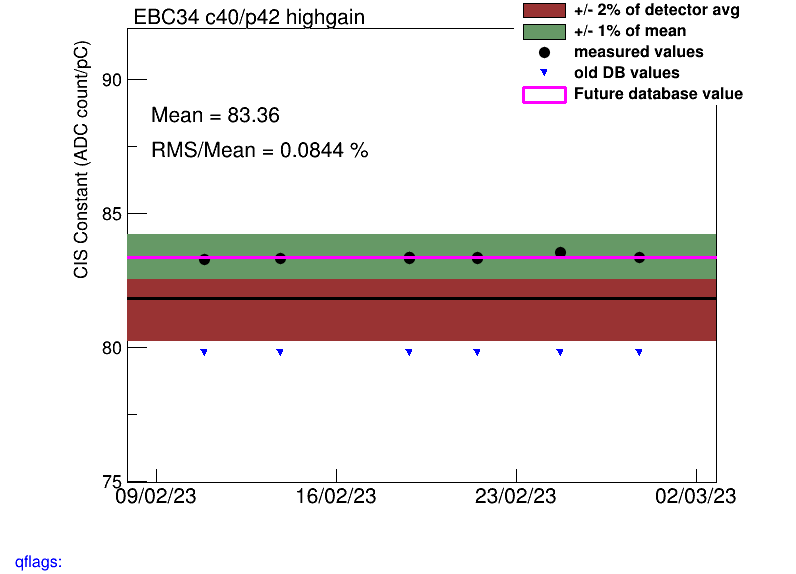 EBC34 c40/p42 highgain
+/- 2% of detector avg
+/- 1% of mean
measured values
old DB values
Future database value
CIS Constant (ADC count/pC)
Mean = 83.36
RMS/Mean = 0.0844 %
90
85
80
75
09/02/23 16/02/23 23/02/23 02/03/23
qflags: